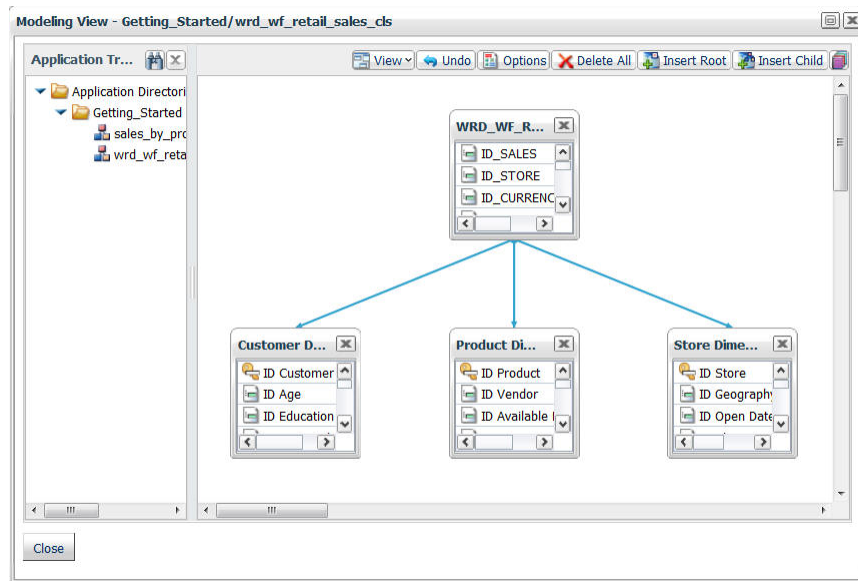 Modeling View - Getting_Started/wrd_wf_retail_sales_cls
Application Tr...
View
Undo
Options
Delete All
Insert Root
Insert Child
Application Directori
Getting_Started
sales_by_pro
wrd_wf_reta
WRD_WF_R...
ID_SALES
ID_STORE
ID_CURRENC
Customer D...
ID Customer
ID Age
ID Education
Product Di...
ID Product
ID Vendor
ID Available
Store Dime...
ID Store
ID Geography
ID Open Date
Close